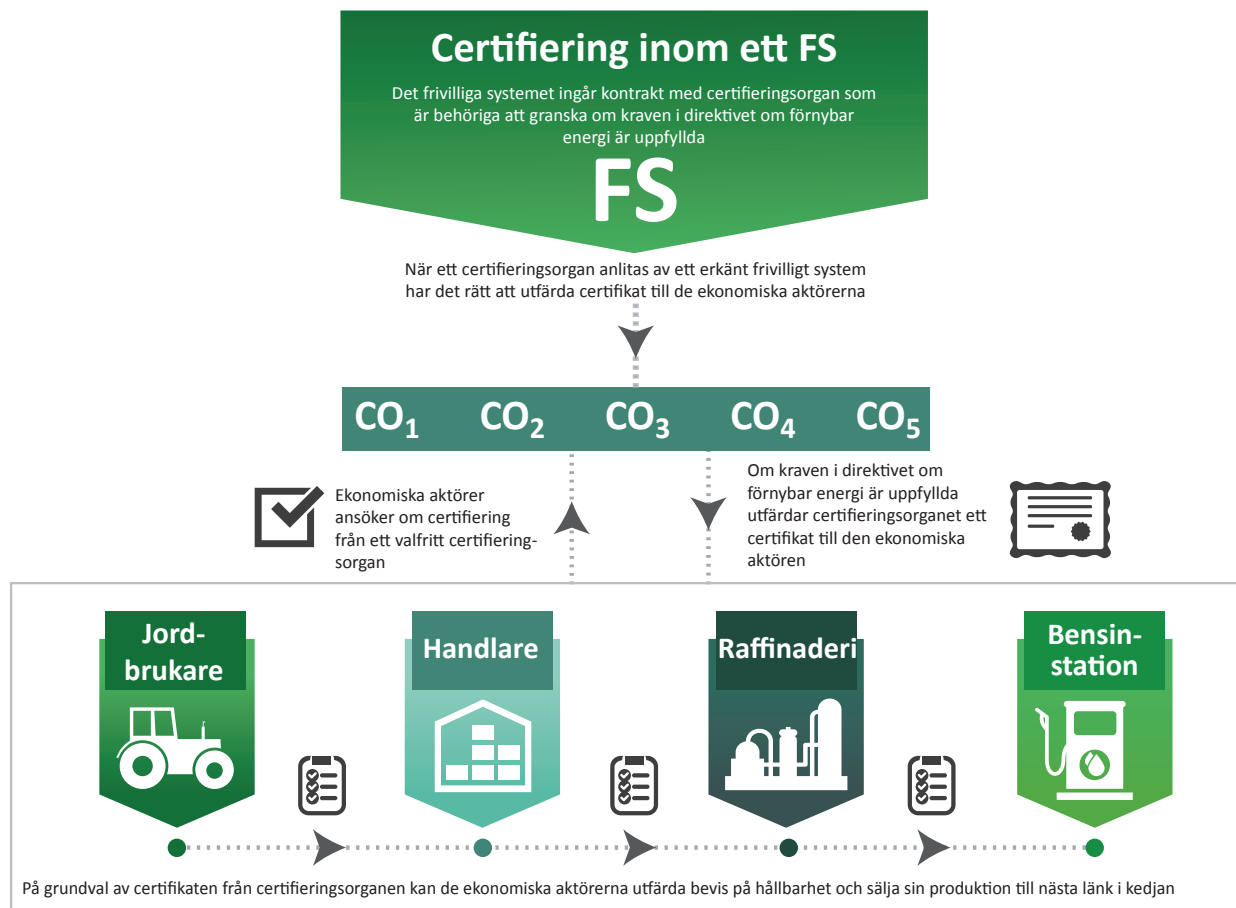 Certifiering inom ett FS
Det frivilliga systemet ingår kontrakt med certifieringsorgan som
är behöriga att granska om kraven i direktivet om förnybar
energi är uppfyllda
FS
När ett certifieringsorgan anlitas av ett erkänt frivilligt system
har det rätt att utfärda certifikat till de ekonomiska aktörerna
CO₁ CO₂ CO₃ CO₄ CO₅
Ekonomiska aktörer
ansöker om certifiering
från ett valfritt certifiering-
sorgan
Om kraven i direktivet om
förnybar energi är uppfyllda
utfärdar certifieringsorganet ett
certifikat till den ekonomiska
aktören
Jord-
brukare
Handlare
Raffinaderi
Bensin-
station
På grundval av certifikaten från certifieringsorganen kan de ekonomiska aktörerna utfärda bevis på hållbarhet och sälja sin produktion till nästa länk i kedjan